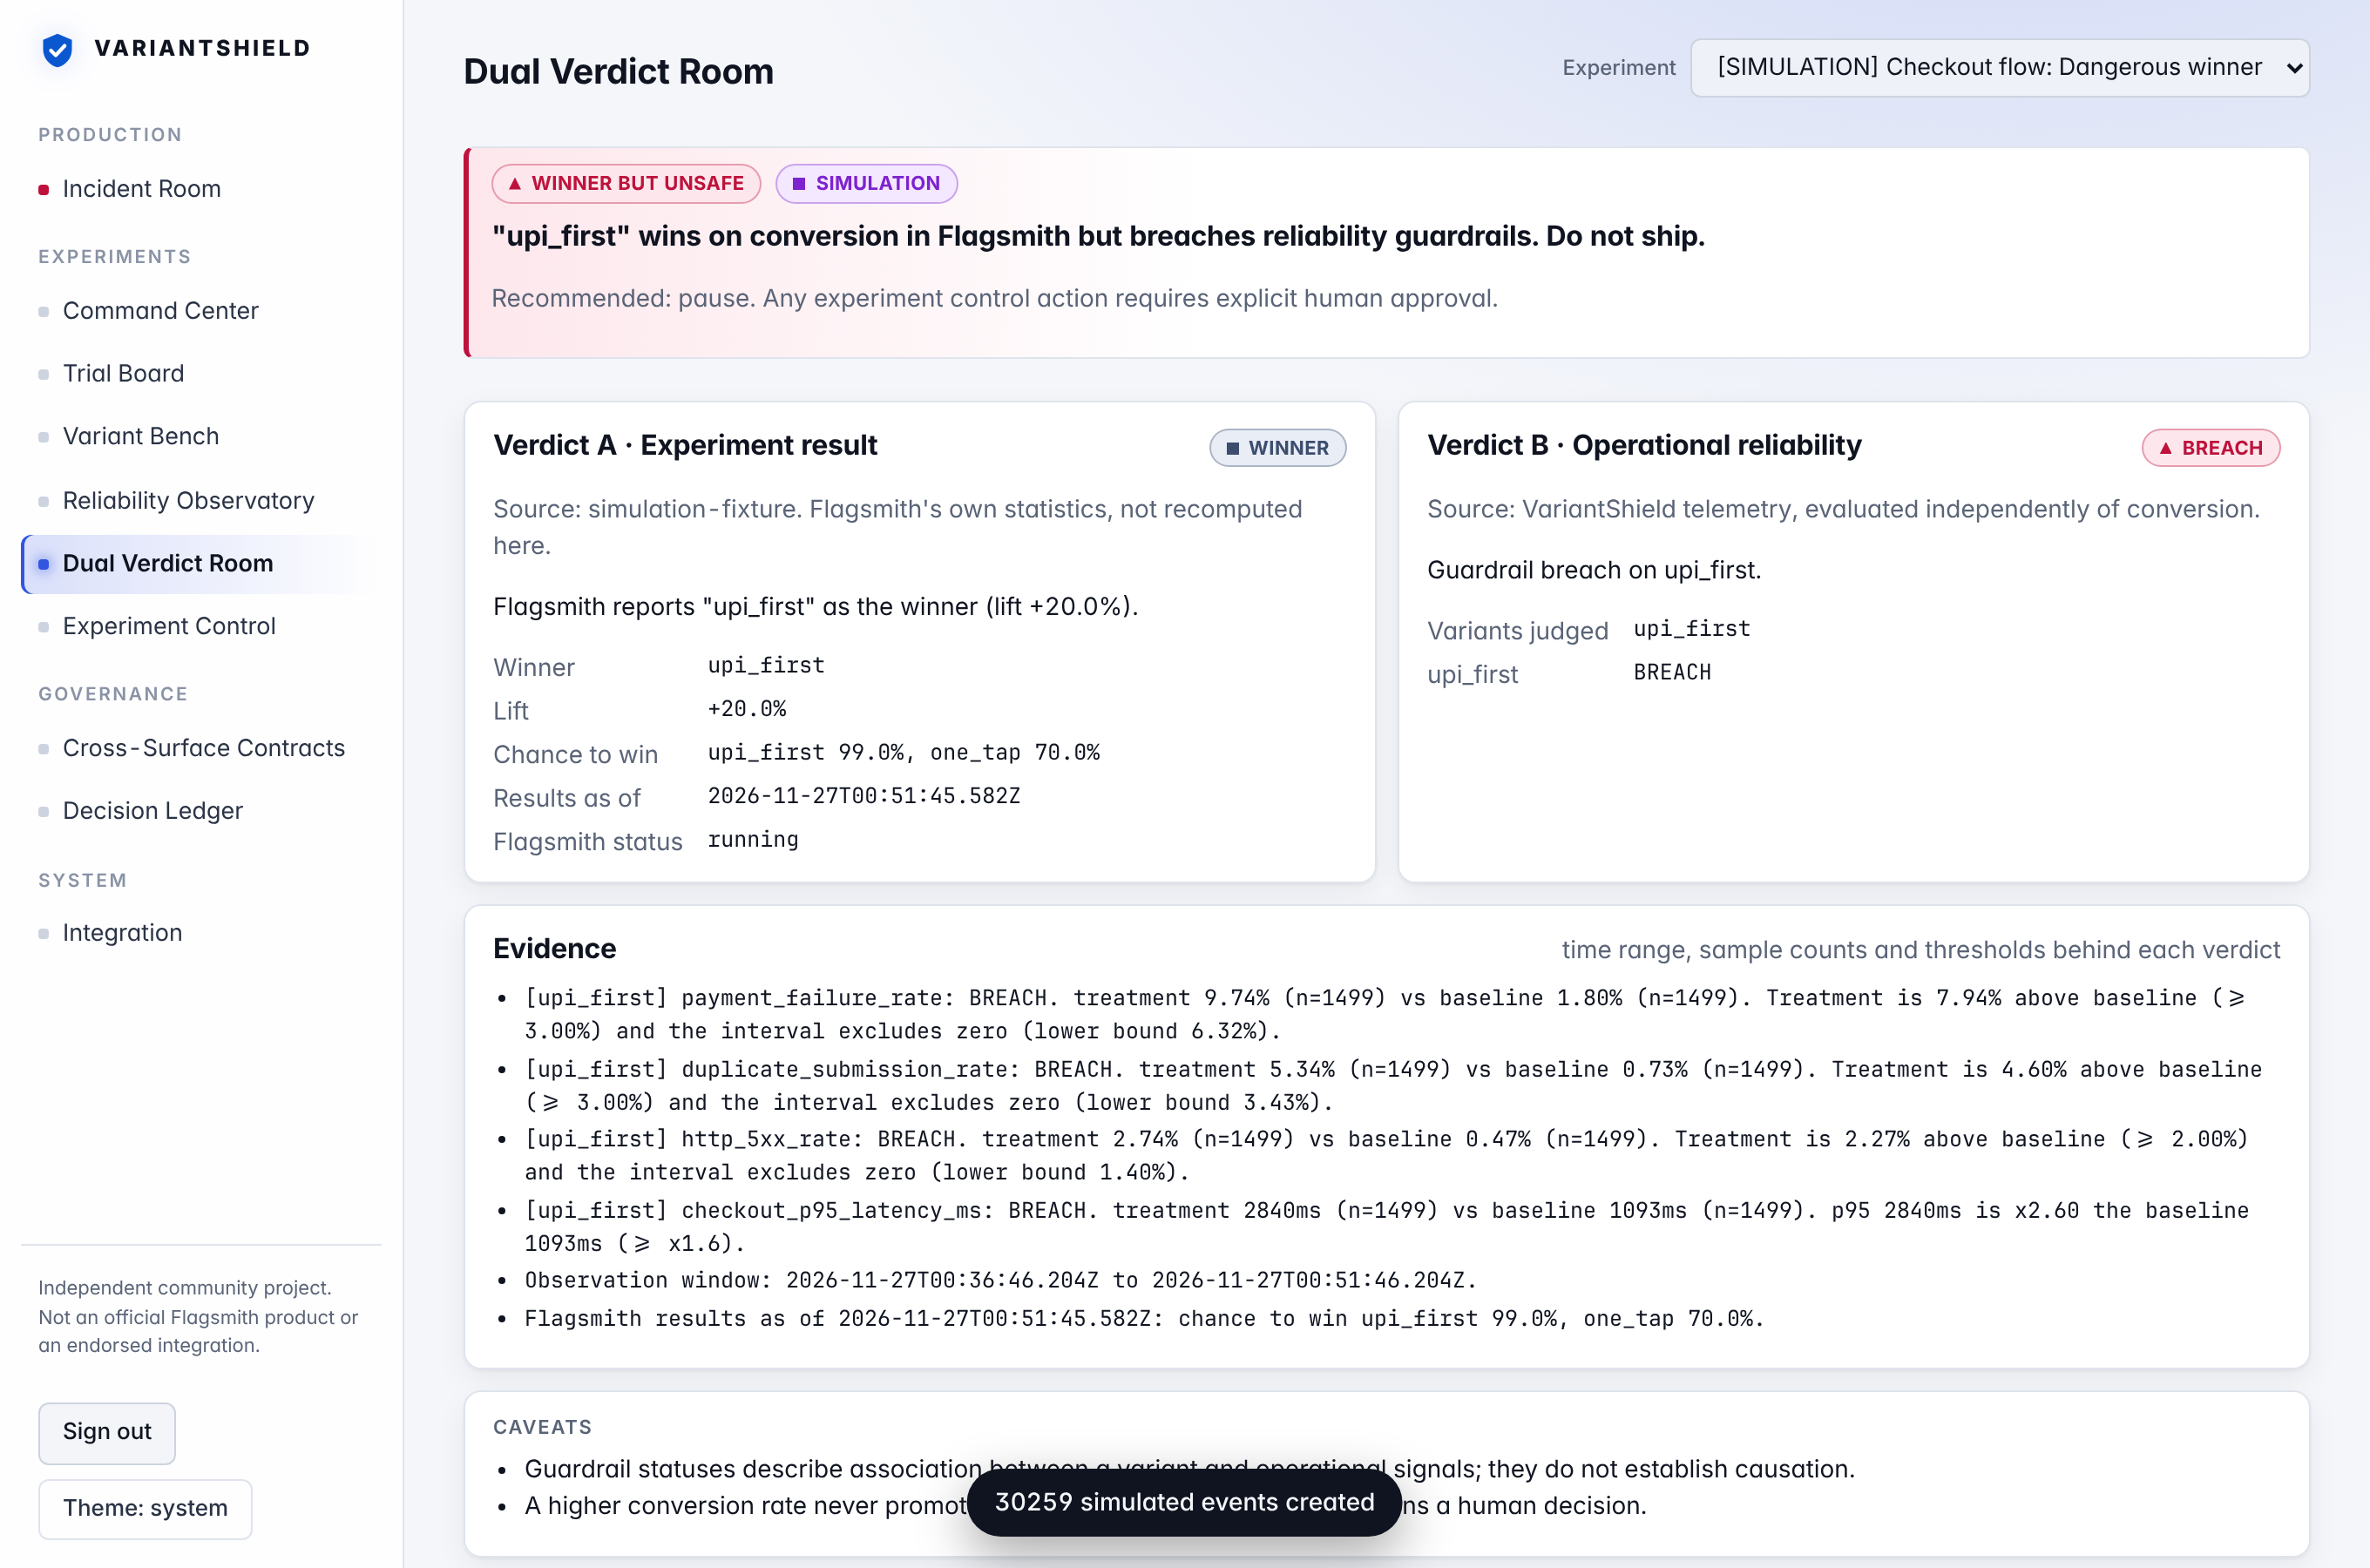 VARIANTSHIELD
PRODUCTION
Incident Room
EXPERIMENTS
Command Center
Trial Board
Variant Bench
Reliability Observatory
Dual Verdict Room
Experiment Control
GOVERNANCE
Cross-Surface Contracts
Decision Ledger
SYSTEM
Integration
Independent community project.
Not an official Flagsmith product or
an endorsed integration.
Sign out
Theme: system
Dual Verdict Room
Experiment
[SIMULATION] Checkout flow: Dangerous winner
WINNER BUT UNSAFE
SIMULATION
"upi_first" wins on conversion in Flagsmith but breaches reliability guardrails. Do not ship.
Recommended: pause. Any experiment control action requires explicit human approval.
Verdict A · Experiment result
WINNER
Source: simulation-fixture. Flagsmith's own statistics, not recomputed
here.
Flagsmith reports "upi_first" as the winner (lift +20.0%).
Winner upi_first
Lift +20.0%
Chance to win upi_first 99.0%, one_tap 70.0%
Results as of 2026-11-27T00:51:45.582Z
Flagsmith status running
Verdict B · Operational reliability
BREACH
Source: VariantShield telemetry, evaluated independently of conversion.
Guardrail breach on upi_first.
Variants judged upi_first
upi_first BREACH
Evidence
time range, sample counts and thresholds behind each verdict
• [upi_first] payment_failure_rate: BREACH. treatment 9.74% (n=1499) vs baseline 1.80% (n=1499). Treatment is 7.94% above baseline (≥
3.00%) and the interval excludes zero (lower bound 6.32%).
• [upi_first] duplicate_submission_rate: BREACH. treatment 5.34% (n=1499) vs baseline 0.73% (n=1499). Treatment is 4.60% above baseline
(≥ 3.00%) and the interval excludes zero (lower bound 3.43%).
• [upi_first] http_5xx_rate: BREACH. treatment 2.74% (n=1499) vs baseline 0.47% (n=1499). Treatment is 2.27% above baseline (≥ 2.00%)
and the interval excludes zero (lower bound 1.40%).
• [upi_first] checkout_p95_latency_ms: BREACH. treatment 2840ms (n=1499) vs baseline 1093ms (n=1499). p95 2840ms is x2.60 the baseline
1093ms (≥ x1.6).
• Observation window: 2026-11-27T00:36:46.204Z to 2026-11-27T00:51:46.204Z.
• Flagsmith results as of 2026-11-27T00:51:45.582Z: chance to win upi_first 99.0%, one_tap 70.0%.
CAVEATS
• Guardrail statuses describe association between a variant and operational signals; they do not establish causation.
• A higher conversion rate never a human decision.
30259 simulated events created